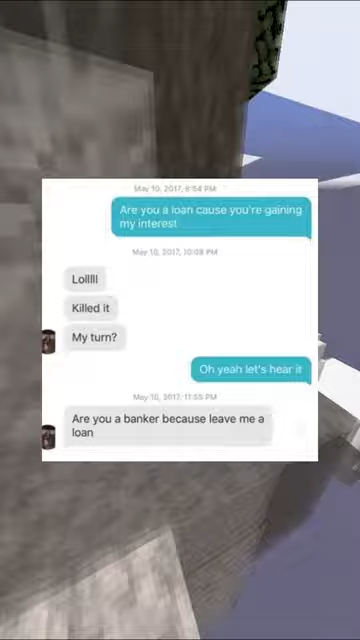 May 10, 2017, 6:54 PM
Are you a loan cause you're gaining
my interest
May 10, 2017, 10:08 PM
Lolllll
Killed it
My turn?
Oh yeah let's hear it
May 10, 2017, 11:55 PM
Are you a banker because leave me a
loan